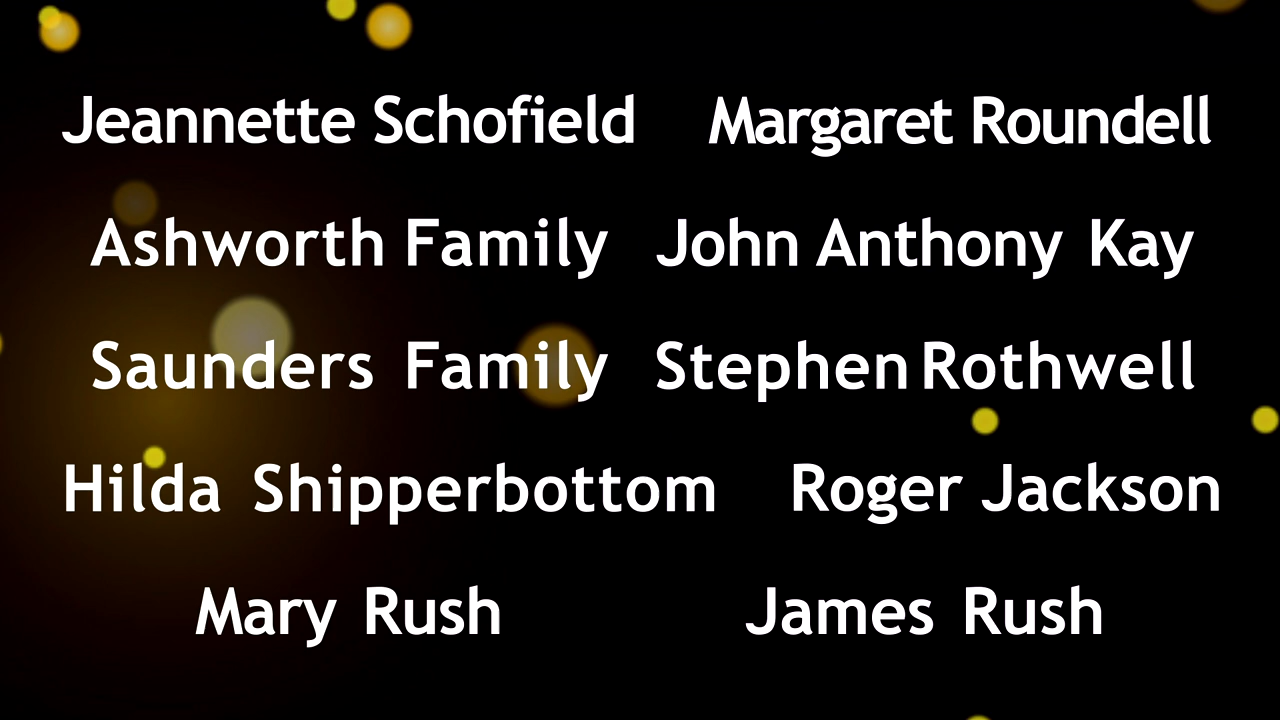 Jeannette Schofield Margaret Roundell
Ashworth Family John Anthony Kay
Saunders Family Stephen Rothwell
Hilda Shipperbottom Roger Jackson
Mary Rush James Rush